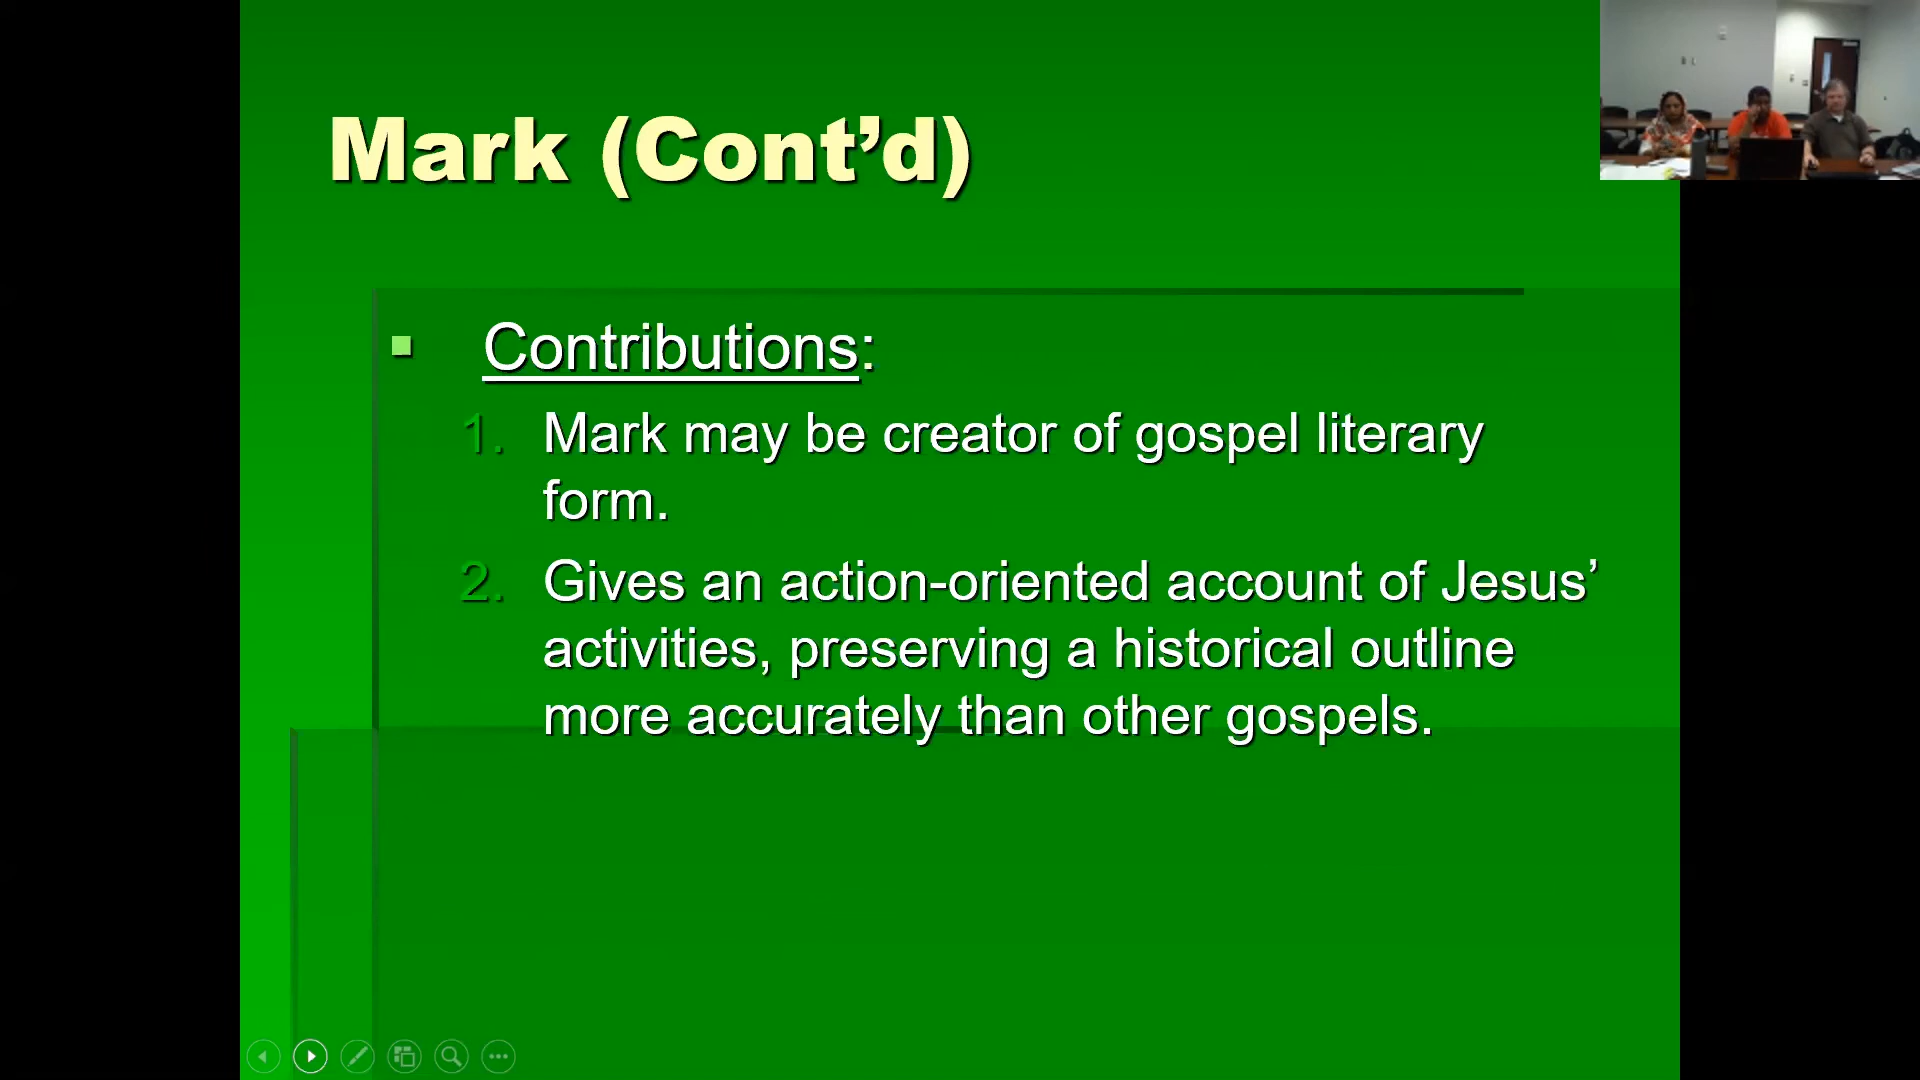 Mark (Cont’d)
▪ Contributions:
1. Mark may be creator of gospel literary
form.
2. Gives an action-oriented account of Jesus’
activities, preserving a historical outline
more accurately than other gospels.